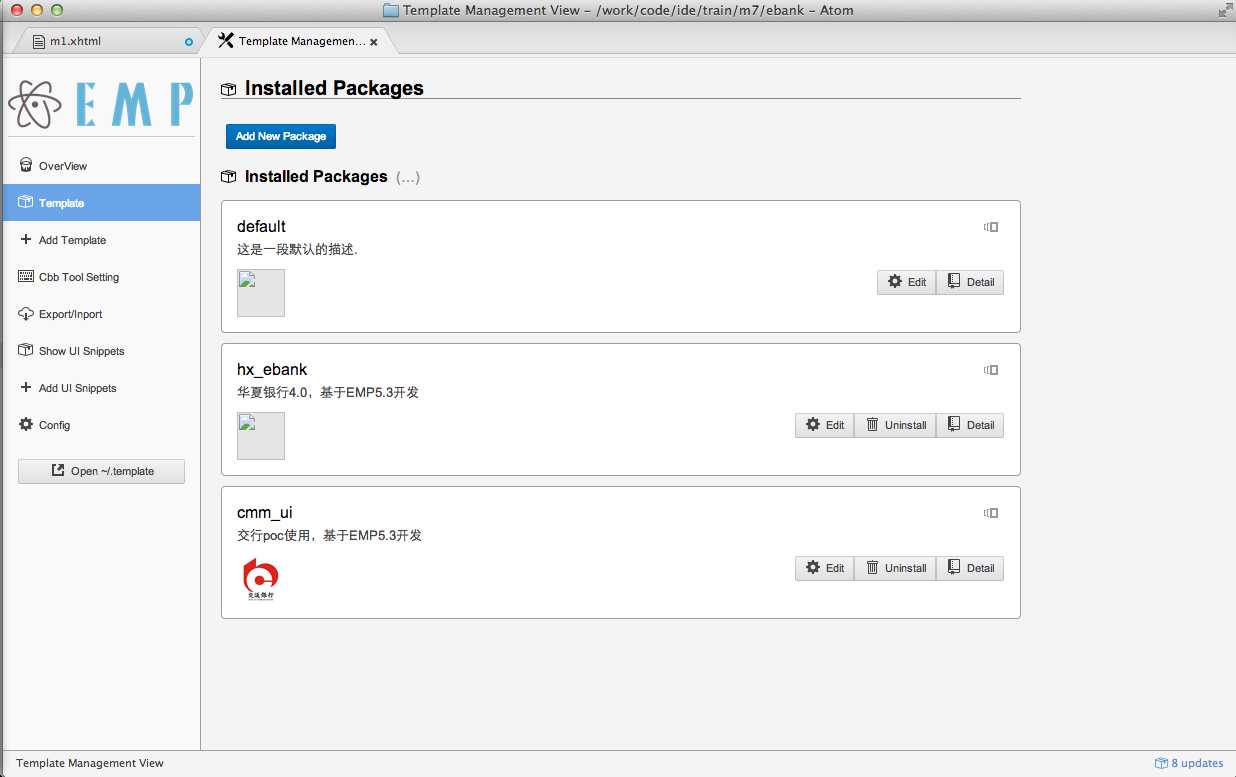 Template Management View – /work/code/ide/train/m7/ebank – Atom
m1.xhtml
Template Managemen...
EMP
OverView
Template
Add Template
Cbb Tool Setting
Export/Inport
Show UI Snippets
Add UI Snippets
Config
Open ~/.template
Installed Packages
Add New Package
Installed Packages (…)
default
这是一段默认的描述.
Edit Detail
hx_ebank
华夏银行4.0，基于EMP5.3开发
Edit Uninstall Detail
cmm_ui
交行poc使用，基于EMP5.3开发
交通銀行
Edit Uninstall Detail
Template Management View
8 updates